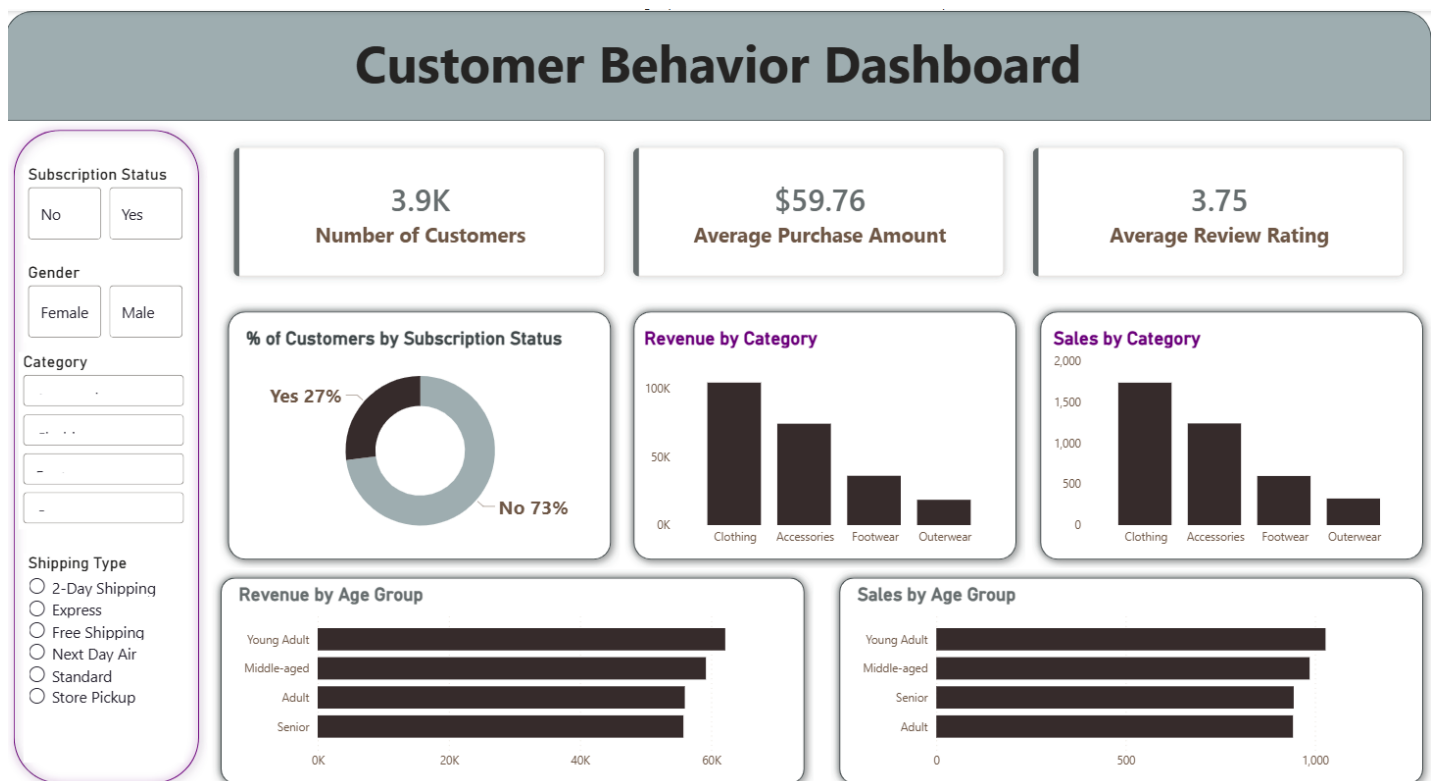 Customer Behavior Dashboard
Subscription Status
No Yes
Gender
Female Male
Category
Shipping Type
2-Day Shipping
Express
Free Shipping
Next Day Air
Standard
Store Pickup
3.9K
Number of Customers
$59.76
Average Purchase Amount
3.75
Average Review Rating
% of Customers by Subscription Status
Yes 27%
No 73%
Revenue by Category
100K
50K
0K
Clothing Accessories Footwear Outerwear
Sales by Category
2,000
1,500
1,000
500
0
Clothing Accessories Footwear Outerwear
Revenue by Age Group
Young Adult
Middle-aged
Adult
Senior
0K 20K 40K 60K
Sales by Age Group
Young Adult
Middle-aged
Senior
Adult
0 500 1,000